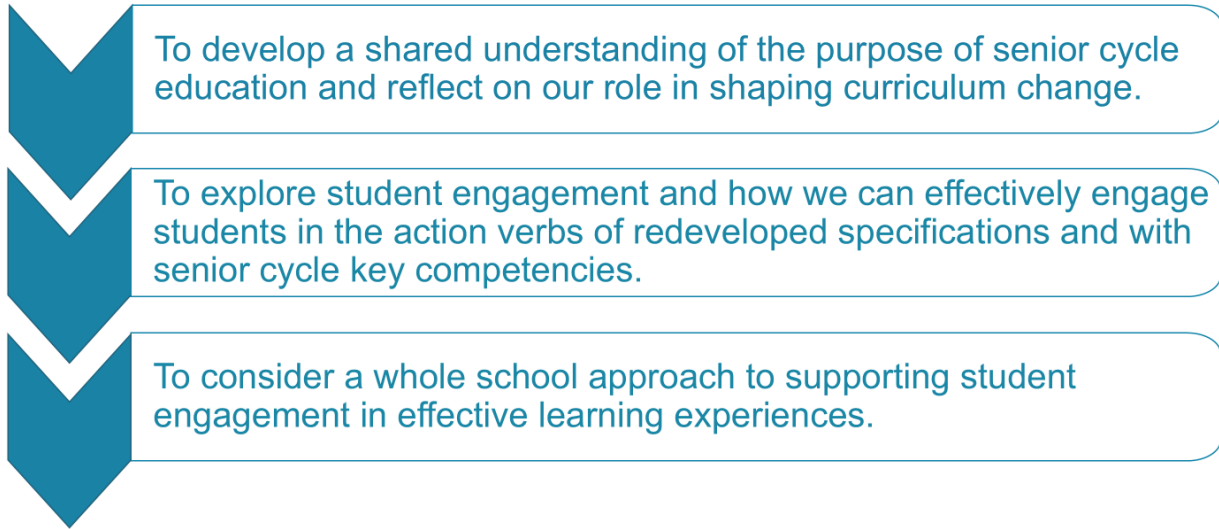 To develop a shared understanding of the purpose of senior cycle
education and reflect on our role in shaping curriculum change.
To explore student engagement and how we can effectively engage
students in the action verbs of redeveloped specifications and with
senior cycle key competencies.
To consider a whole school approach to supporting student
engagement in effective learning experiences.